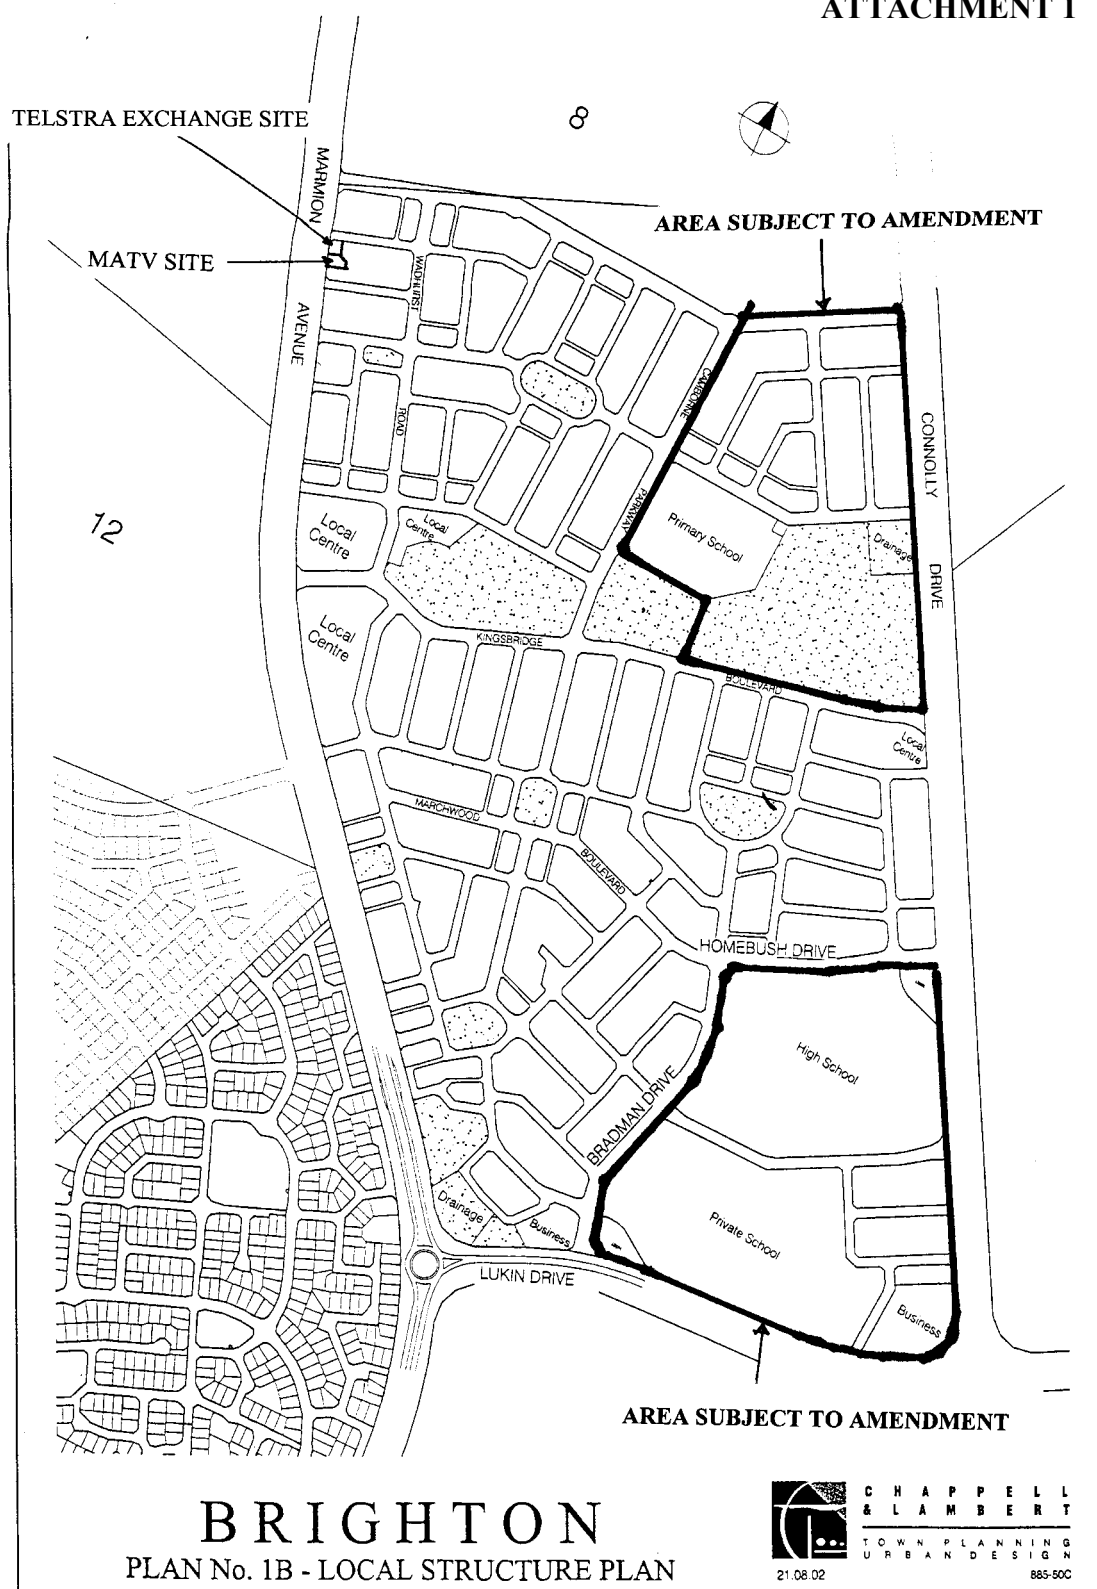 ATTACHMENT 1
8
TELSTRA EXCHANGE SITE
MARMION
AREA SUBJECT TO AMENDMENT
MATV SITE
WADHURST
AVENUE
CAMBORNE
ROAD
CONNOLLY
PARKWAY
12
Local
Centre
Local
Centre
Primary School
Drainage
DRIVE
Local
Centre
KINGSBRIDGE
BOULEVARD
Local
Centre
MARCHWOOD
BOULEVARD
HOMEBUSH DRIVE
High School
BRADMAN DRIVE
Drainage
Business
Private School
LUKIN DRIVE
Business
AREA SUBJECT TO AMENDMENT
BRIGHTON
PLAN No. 1B - LOCAL STRUCTURE PLAN
CHAPPELL
& LAMBERT
TOWN PLANNING
URBAN DESIGN
21.08.02
885-50C